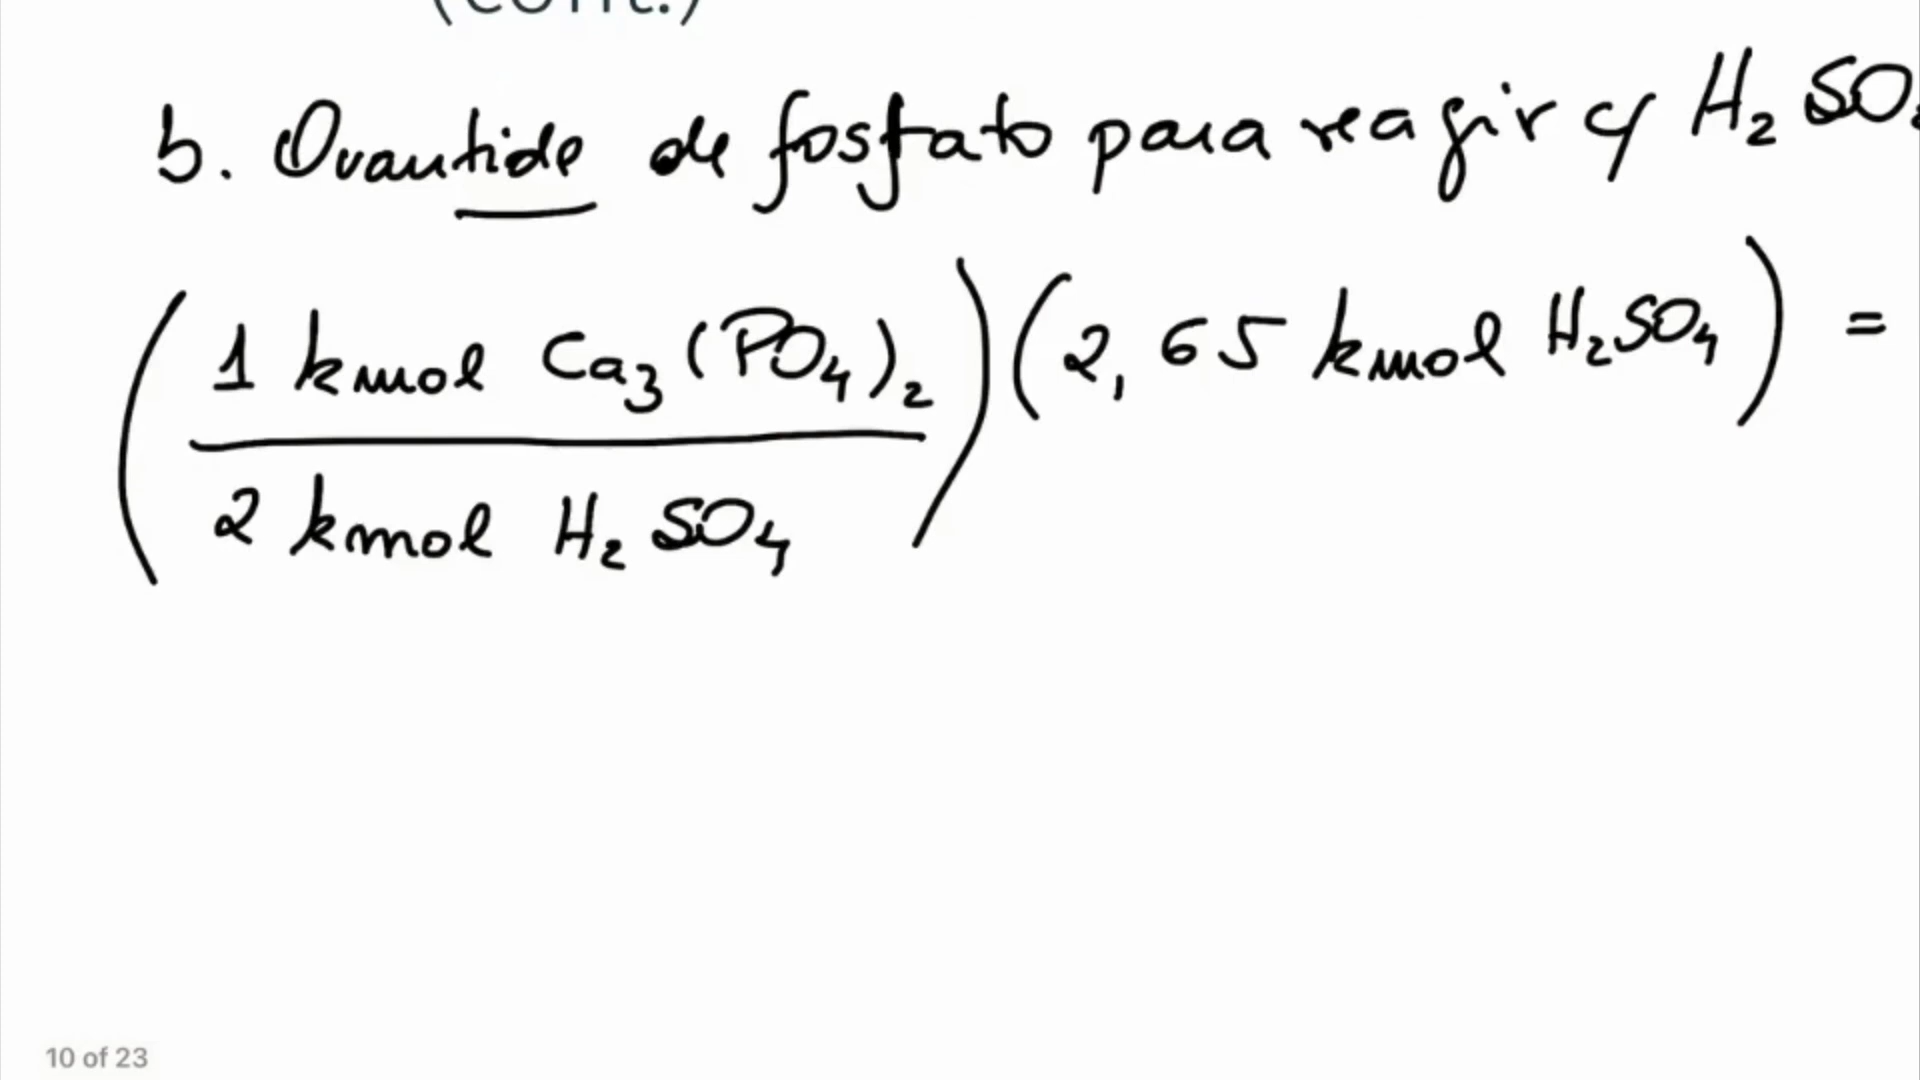 (cont.)
b. Quantide de fosfato para reagir c/ H₂SO₄
(1 kmol Ca₃(PO₄)₂ / 2 kmol H₂SO₄) (2,65 kmol H₂SO₄) =
10 of 23